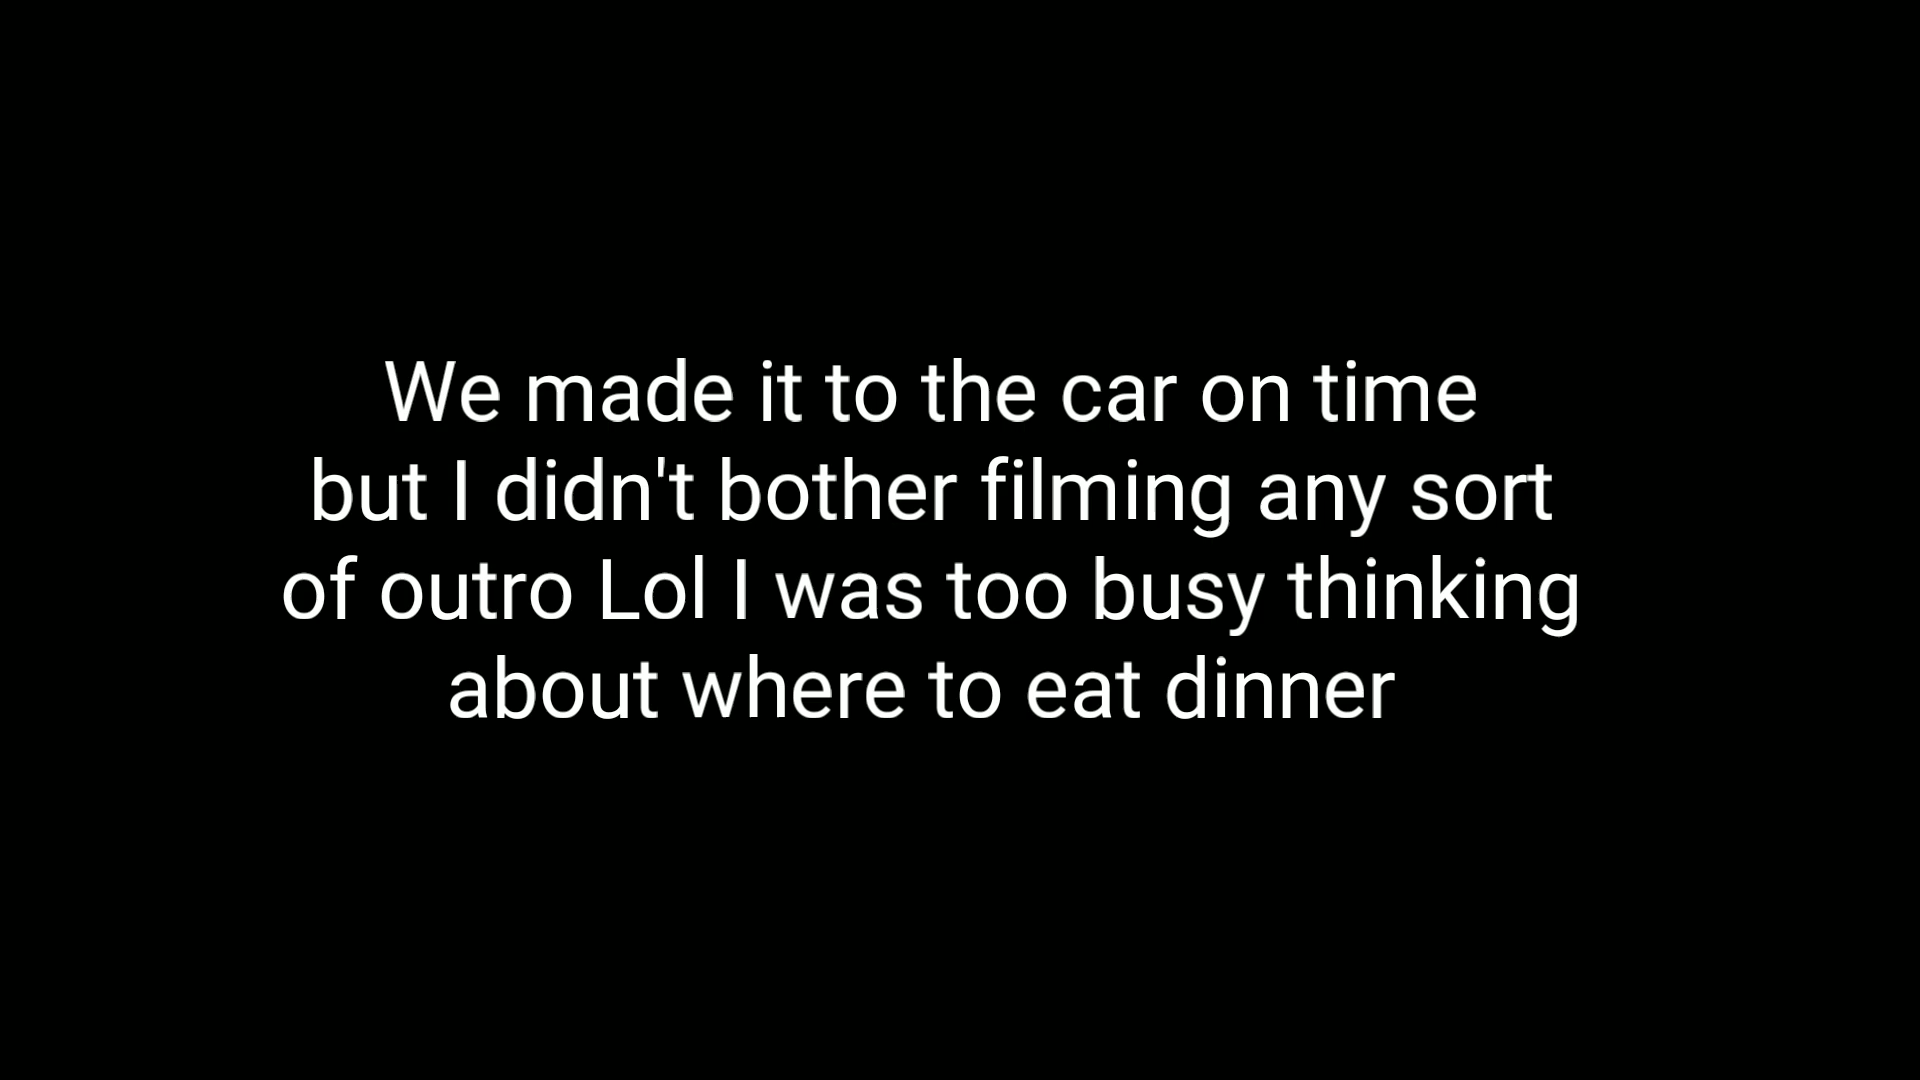 We made it to the car on time
but I didn't bother filming any sort
of outro Lol I was too busy thinking
about where to eat dinner